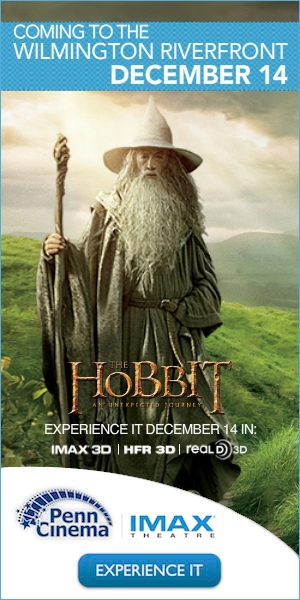 COMING TO THE
WILMINGTON RIVERFRONT
DECEMBER 14
THE
HOBBIT
AN UNEXPECTED JOURNEY
EXPERIENCE IT DECEMBER 14 IN:
IMAX 3D | HFR 3D | REAL D 3D
Penn
Cinema
IMAX
THEATRE
EXPERIENCE IT